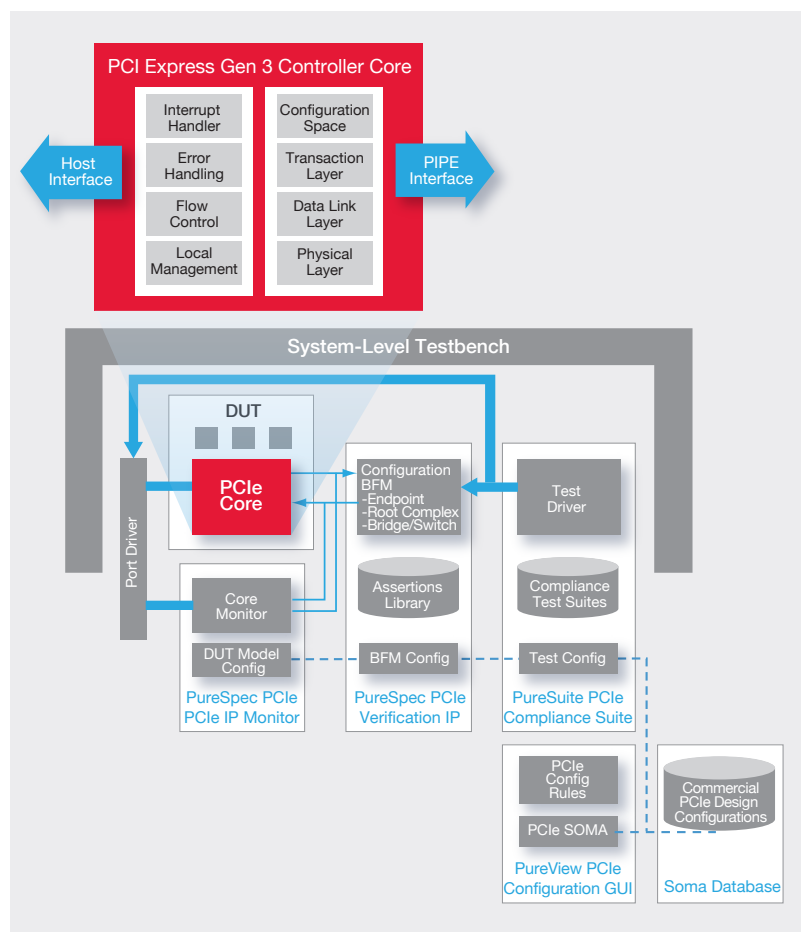 PCI Express Gen 3 Controller Core
Interrupt
Handler
Error
Handling
Flow
Control
Local
Management
Configuration
Space
Transaction
Layer
Data Link
Layer
Physical
Layer
Host
Interface
PIPE
Interface
System-Level Testbench
DUT
PCIe
Core
Port Driver
Configuration
BFM
-Endpoint
-Root Complex
-Bridge/Switch
Test
Driver
Core
Monitor
Assertions
Library
Compliance
Test Suites
DUT Model
Config
BFM Config
Test Config
PureSpec PCIe
PCIe IP Monitor
PureSpec PCIe
Verification IP
PureSuite PCIe
Compliance Suite
PCIe
Config
Rules
PCIe SOMA
PureView PCIe
Configuration GUI
Commercial
PCIe Design
Configurations
Soma Database